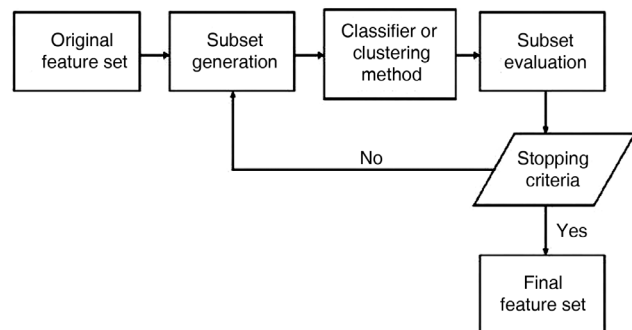 Original
feature set
Subset
generation
Classifier or
clustering
method
Subset
evaluation
No
Stopping
criteria
Yes
Final
feature set